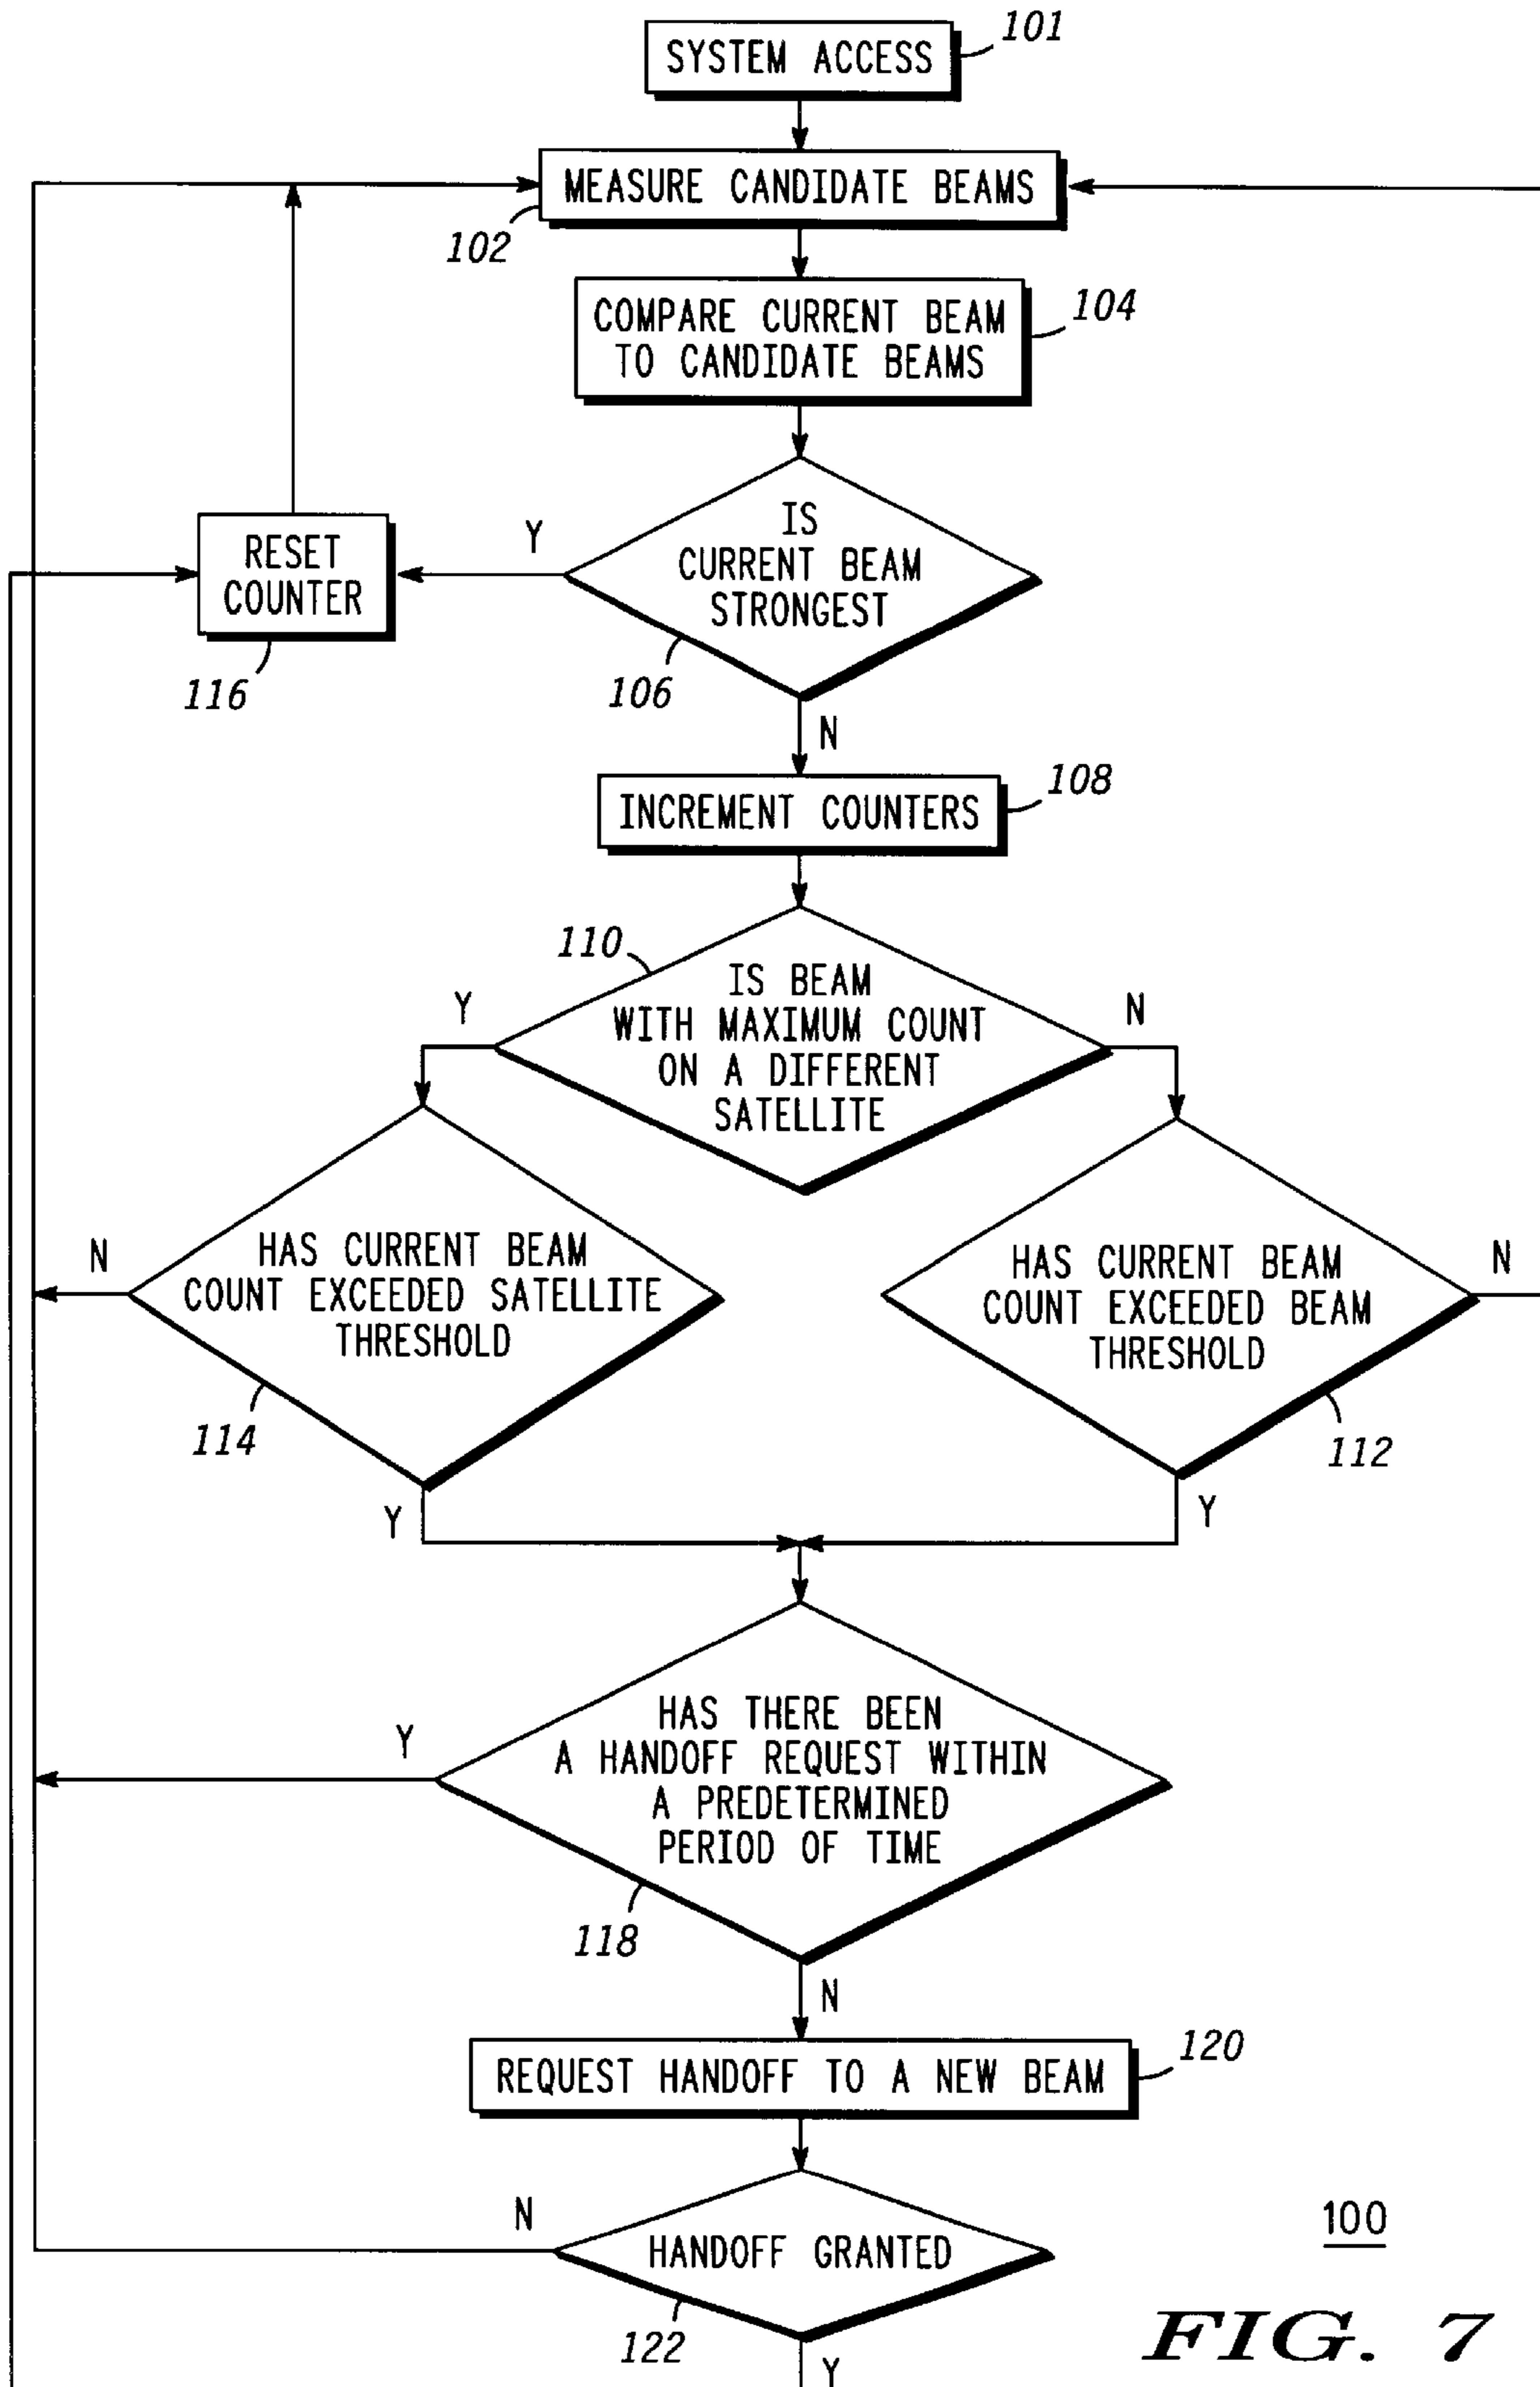 SYSTEM ACCESS
101
MEASURE CANDIDATE BEAMS
102
COMPARE CURRENT BEAM
TO CANDIDATE BEAMS
104
IS
CURRENT BEAM
STRONGEST
Y
RESET
COUNTER
116
106
N
INCREMENT COUNTERS
108
110
IS BEAM
WITH MAXIMUM COUNT
ON A DIFFERENT
SATELLITE
Y
N
HAS CURRENT BEAM
COUNT EXCEEDED SATELLITE
THRESHOLD
N
114
Y
HAS CURRENT BEAM
COUNT EXCEEDED BEAM
THRESHOLD
N
112
Y
HAS THERE BEEN
A HANDOFF REQUEST WITHIN
A PREDETERMINED
PERIOD OF TIME
Y
118
N
REQUEST HANDOFF TO A NEW BEAM
120
N
HANDOFF GRANTED
122
Y
100
FIG. 7